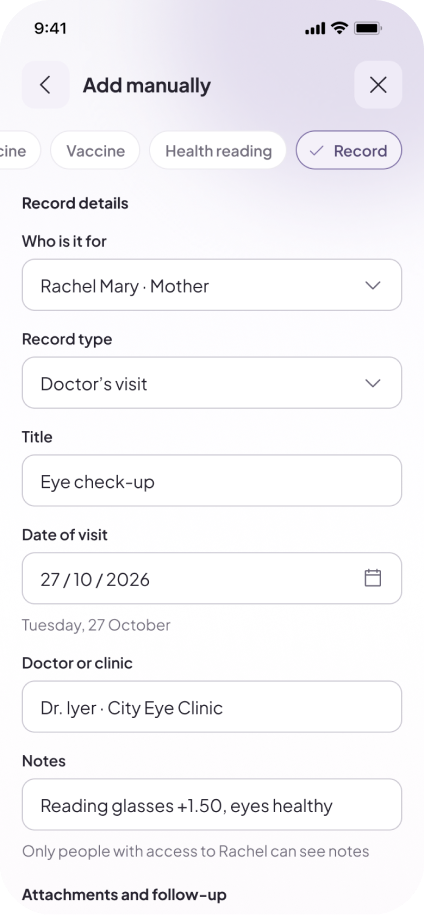 9:41
Add manually
cine
Vaccine
Health reading
Record
Record details
Who is it for
Rachel Mary · Mother
Record type
Doctor’s visit
Title
Eye check-up
Date of visit
27 / 10 / 2026
Tuesday, 27 October
Doctor or clinic
Dr. Iyer · City Eye Clinic
Notes
Reading glasses +1.50, eyes healthy
Only people with access to Rachel can see notes
Attachments and follow-up